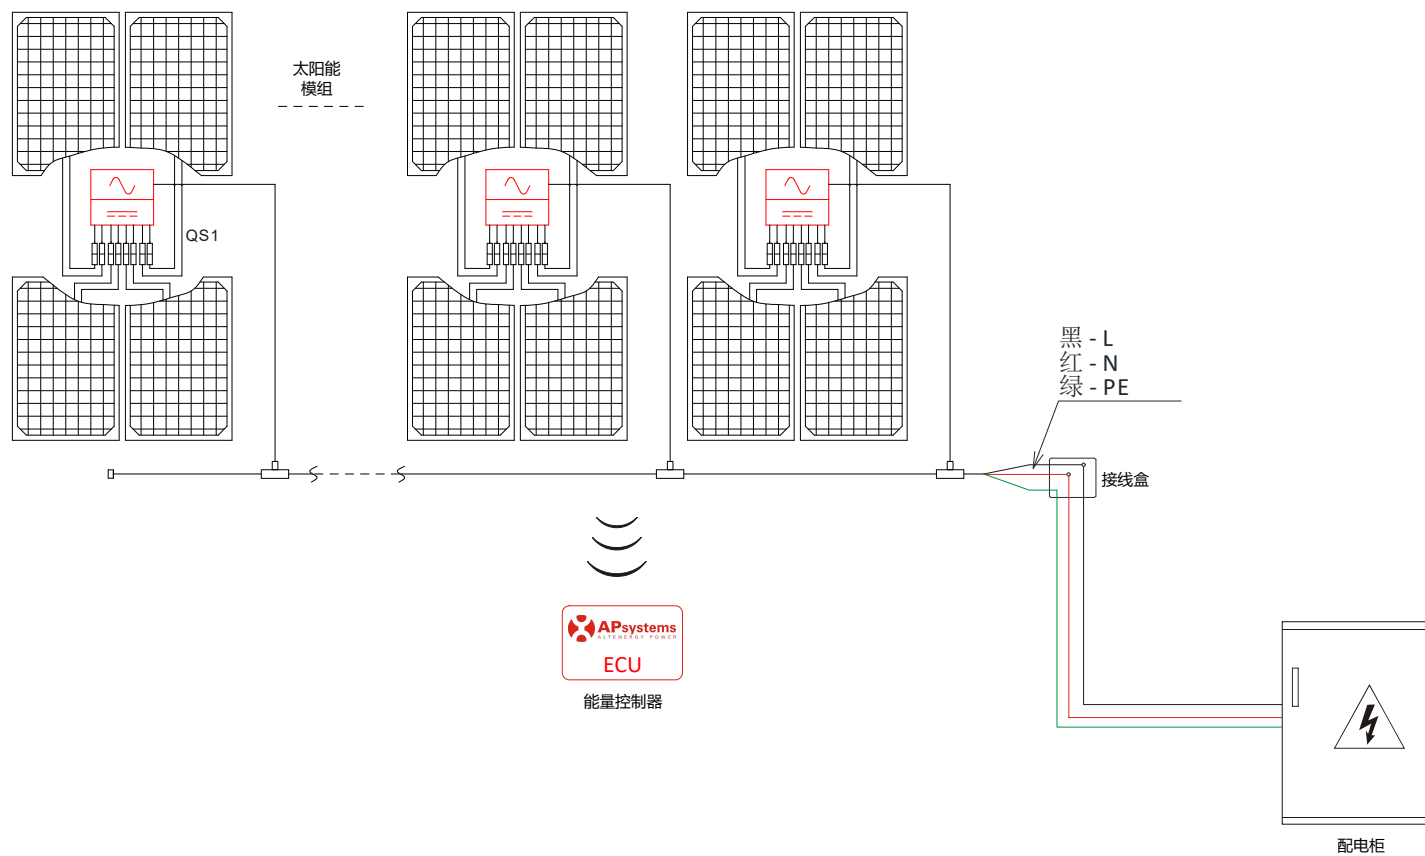 太阳能
模组
QS1
黑 - L
红 - N
绿 - PE
接线盒
APsystems
ALTENERGY POWER
ECU
能量控制器
配电柜